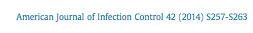 American Journal of Infection Control 42 (2014) S257-S263